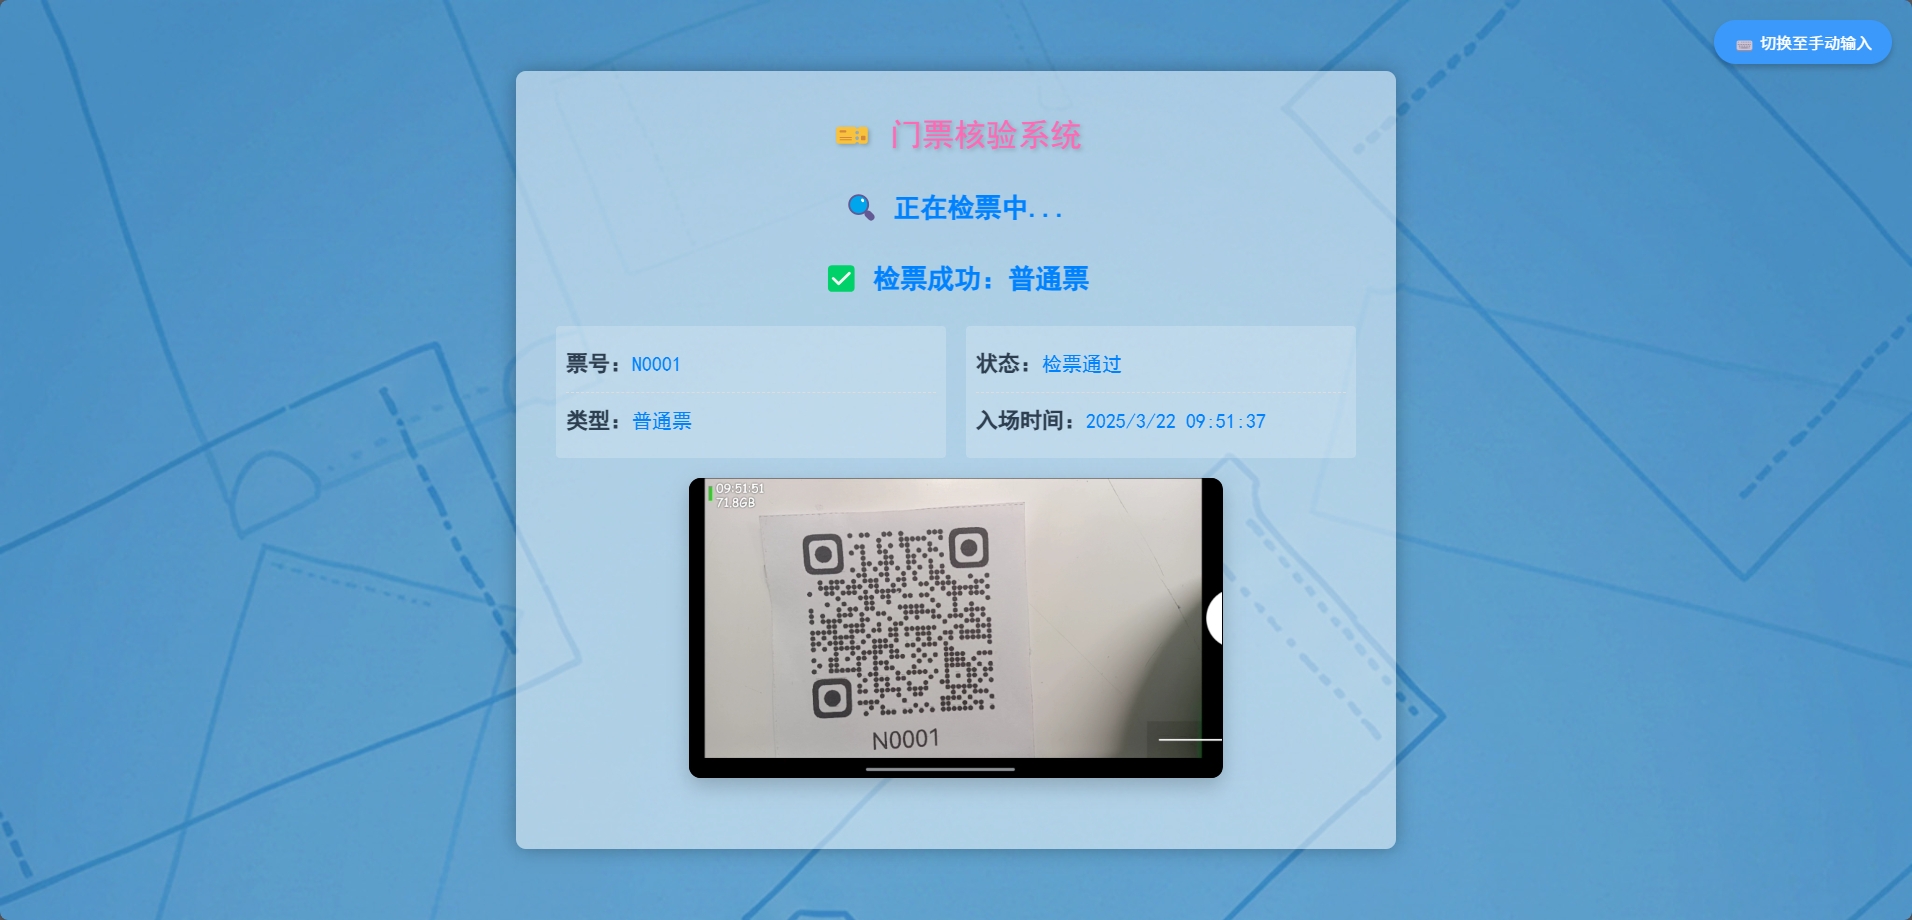 切换至手动输入
门票核验系统
正在检票中...
检票成功：普通票
票号：N0001
类型：普通票
状态：检票通过
入场时间：2025/3/22 09:51:37
09:51:51
71.8GB
N0001